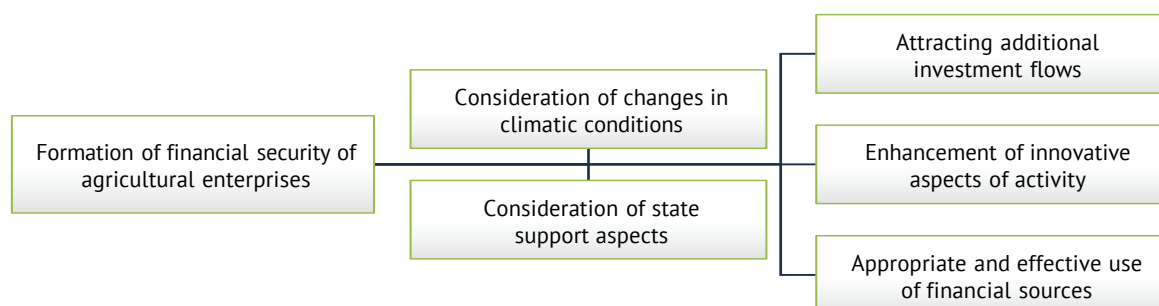 Formation of financial security of
agricultural enterprises
Consideration of changes in
climatic conditions
Consideration of state
support aspects
Attracting additional
investment flows
Enhancement of innovative
aspects of activity
Appropriate and effective use
of financial sources